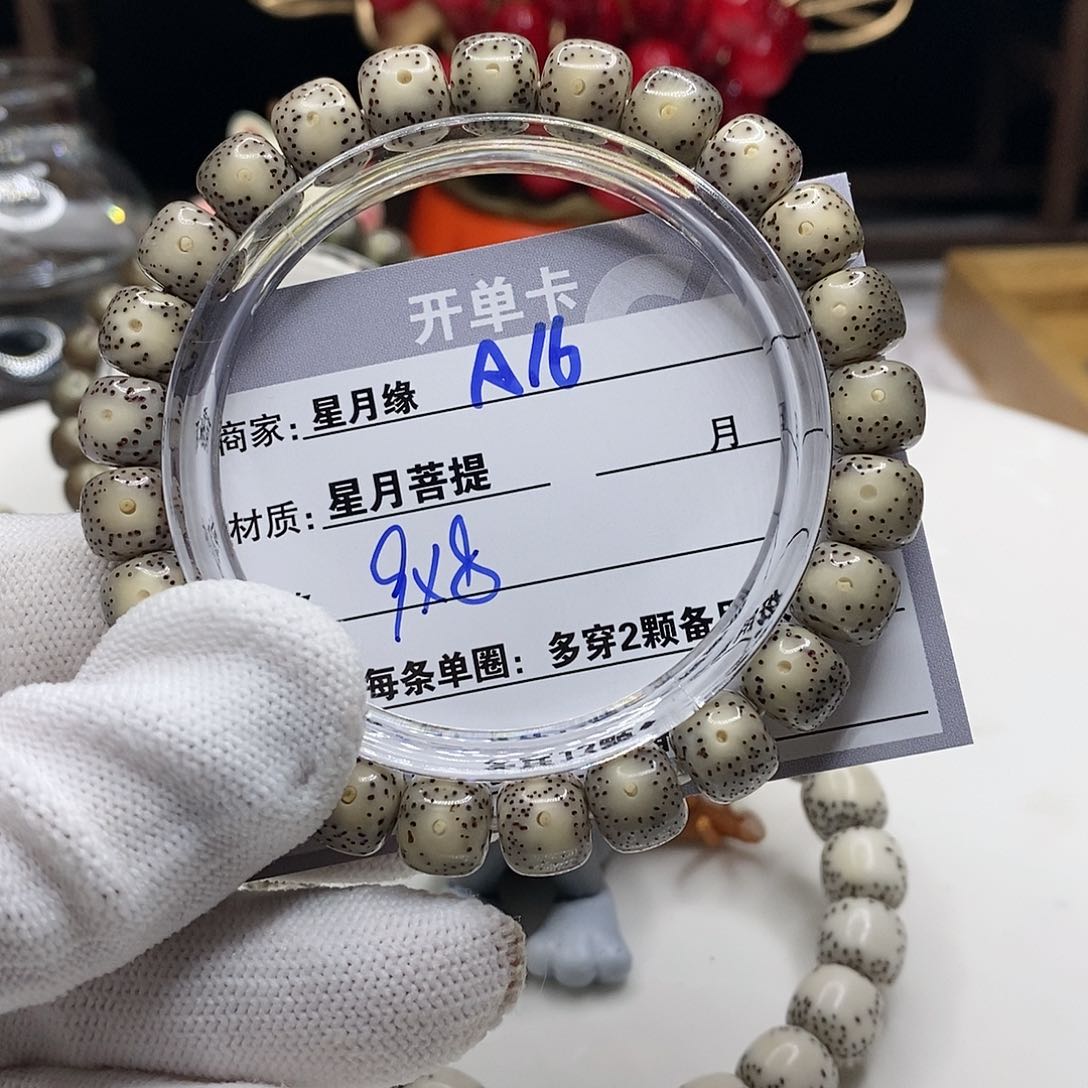 开单卡
商家：星月缘 A16
材质：星月菩提 月
9x8
每条单圈：多穿2颗备